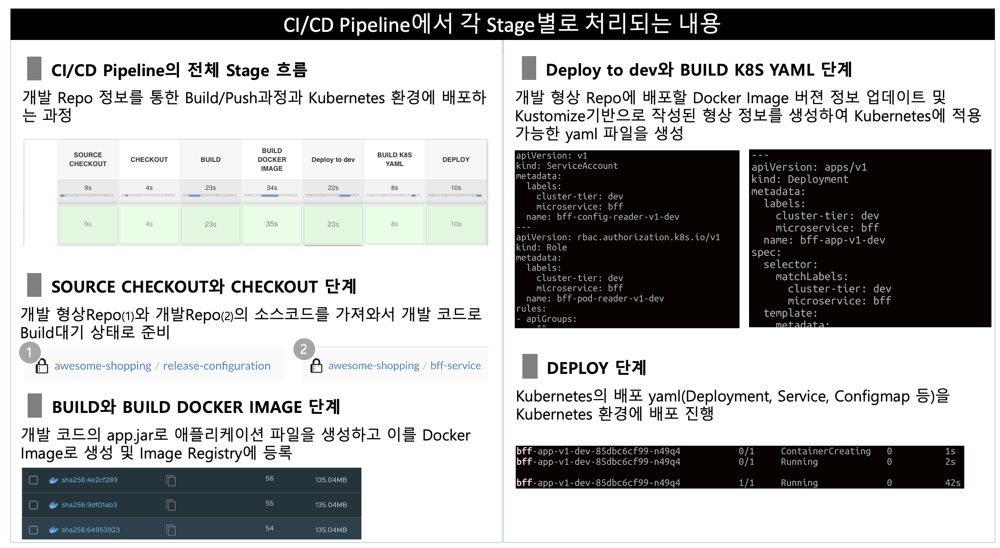 CI/CD Pipeline에서 각 Stage별로 처리되는 내용
CI/CD Pipeline의 전체 Stage 흐름
개발 Repo 정보를 통한 Build/Push과정과 Kubernetes 환경에 배포하
는 과정
SOURCE CHECKOUT
CHECKOUT
BUILD
BUILD DOCKER IMAGE
Deploy to dev
BUILD K8S YAML
DEPLOY
9s 4s 23s 34s 22s 8s 10s
9s 4s 23s 35s 23s 8s 10s
SOURCE CHECKOUT와 CHECKOUT 단계
개발 형상Repo(1)와 개발Repo(2)의 소스코드를 가져와서 개발 코드로
Build대기 상태로 준비
1
awesome-shopping / release-configuration
2
awesome-shopping / bff-service
BUILD와 BUILD DOCKER IMAGE 단계
개발 코드의 app.jar로 애플리케이션 파일을 생성하고 이를 Docker
Image로 생성 및 Image Registry에 등록
sha256:4e2cf289 56 135.04MB
sha256:9df01ab3 55 135.04MB
sha256:64953923 54 135.04MB
Deploy to dev와 BUILD K8S YAML 단계
개발 형상 Repo에 배포할 Docker Image 버젼 정보 업데이트 및
Kustomize기반으로 작성된 형상 정보를 생성하여 Kubernetes에 적용
가능한 yaml 파일을 생성
apiVersion: v1
kind: ServiceAccount
metadata:
  labels:
    cluster-tier: dev
    microservice: bff
  name: bff-config-reader-v1-dev
---
apiVersion: rbac.authorization.k8s.io/v1
kind: Role
metadata:
  labels:
    cluster-tier: dev
    microservice: bff
  name: bff-pod-reader-v1-dev
rules:
- apiGroups:
  ""
---
apiVersion: apps/v1
kind: Deployment
metadata:
  labels:
    cluster-tier: dev
    microservice: bff
  name: bff-app-v1-dev
spec:
  selector:
    matchLabels:
      cluster-tier: dev
      microservice: bff
  template:
    metadata:
DEPLOY 단계
Kubernetes의 배포 yaml(Deployment, Service, Configmap 등)을
Kubernetes 환경에 배포 진행
bff-app-v1-dev-85dbc6cf99-n49q4 0/1 ContainerCreating 0 1s
bff-app-v1-dev-85dbc6cf99-n49q4 0/1 Running 0 2s
bff-app-v1-dev-85dbc6cf99-n49q4 1/1 Running 0 42s